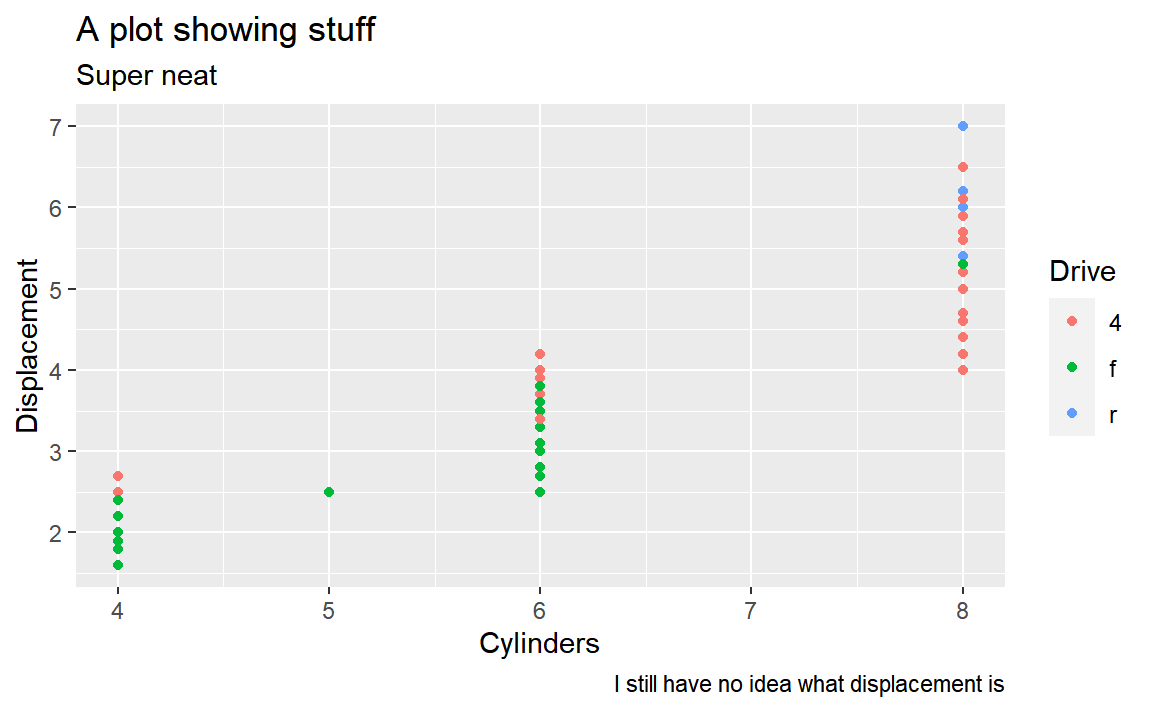 A plot showing stuff
Super neat
Displacement
7
6
5
4
3
2
4
5
6
7
8
Cylinders
Drive
4
f
r
I still have no idea what displacement is